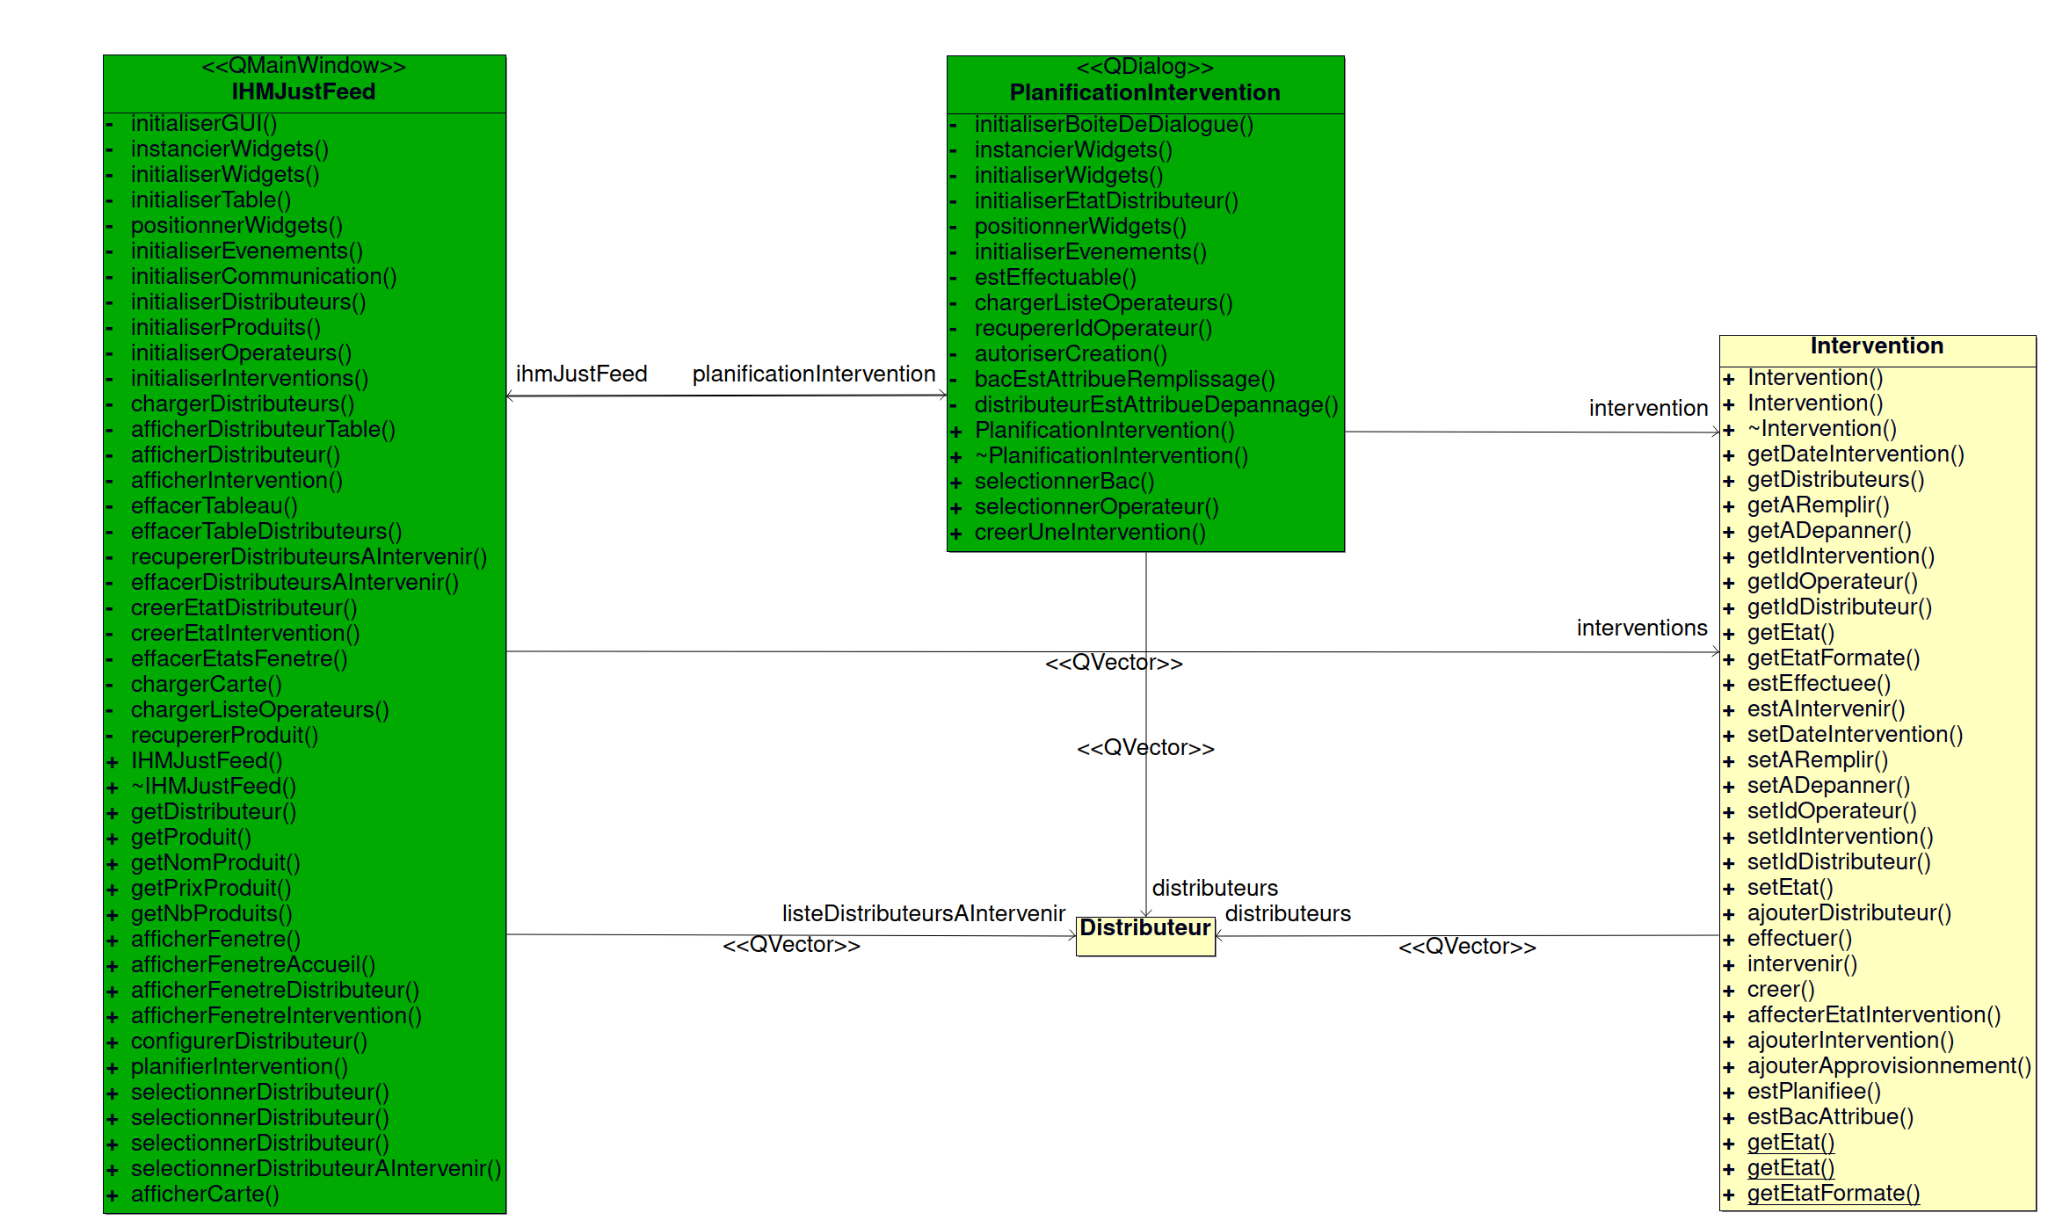 <<QMainWindow>>
IHMJustFeed
- initialiserGUI()
- instancierWidgets()
- initialiserWidgets()
- initialiserTable()
- positionnerWidgets()
- initialiserEvenements()
- initialiserCommunication()
- initialiserDistributeurs()
- initialiserProduits()
- initialiserOperateurs()
- initialiserInterventions()
- chargerDistributeurs()
- afficherDistributeurTable()
- afficherDistributeur()
- afficherIntervention()
- effacerTableau()
- effacerTableDistributeurs()
- recupererDistributeursAIntervenir()
- effacerDistributeursAIntervenir()
- creerEtatDistributeur()
- creerEtatIntervention()
- effacerEtatsFenetre()
- chargerCarte()
- chargerListeOperateurs()
- recupererProduit()
+ IHMJustFeed()
+ ~IHMJustFeed()
+ getDistributeur()
+ getProduit()
+ getNomProduit()
+ getPrixProduit()
+ getNbProduits()
+ afficherFenetre()
+ afficherFenetreAccueil()
+ afficherFenetreDistributeur()
+ afficherFenetreIntervention()
+ configurerDistributeur()
+ planifierIntervention()
+ selectionnerDistributeur()
+ selectionnerDistributeur()
+ selectionnerDistributeur()
+ selectionnerDistributeurAIntervenir()
+ afficherCarte()
ihmJustFeed
planificationIntervention
<<QDialog>>
PlanificationIntervention
- initialiserBoiteDeDialogue()
- instancierWidgets()
- initialiserWidgets()
- initialiserEtatDistributeur()
- positionnerWidgets()
- initialiserEvenements()
- estEffectuable()
- chargerListeOperateurs()
- recupererIdOperateur()
- autoriserCreation()
- bacEstAttribueRemplissage()
- distributeurEstAttribueDepannage()
+ PlanificationIntervention()
+ ~PlanificationIntervention()
+ selectionnerBac()
+ selectionnerOperateur()
+ creerUneIntervention()
intervention
interventions
<<QVector>>
<<QVector>>
distributeurs
listeDistributeursAIntervenir
<<QVector>>
Distributeur
distributeurs
<<QVector>>
Intervention
+ Intervention()
+ Intervention()
+ ~Intervention()
+ getDateIntervention()
+ getDistributeurs()
+ getARemplir()
+ getADepanner()
+ getIdIntervention()
+ getIdOperateur()
+ getIdDistributeur()
+ getEtat()
+ getEtatFormate()
+ estEffectuee()
+ estAIntervenir()
+ setDateIntervention()
+ setARemplir()
+ setADepanner()
+ setIdOperateur()
+ setIdIntervention()
+ setIdDistributeur()
+ setEtat()
+ ajouterDistributeur()
+ effectuer()
+ intervenir()
+ creer()
+ affecterEtatIntervention()
+ ajouterIntervention()
+ ajouterApprovisionnement()
+ estPlanifiee()
+ estBacAttribue()
+ getEtat()
+ getEtat()
+ getEtatFormate()